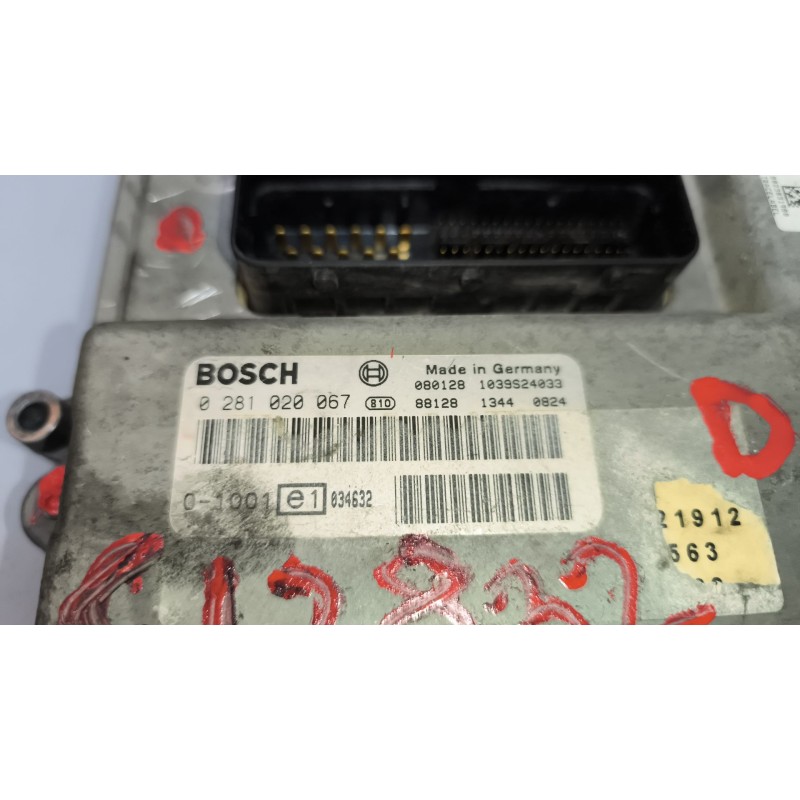 BOSCH
Made in Germany
080128 1039S24033
0 281 020 067 810 88128 1344 0824
0-1001 e1 034632
21912
563
C12832
D